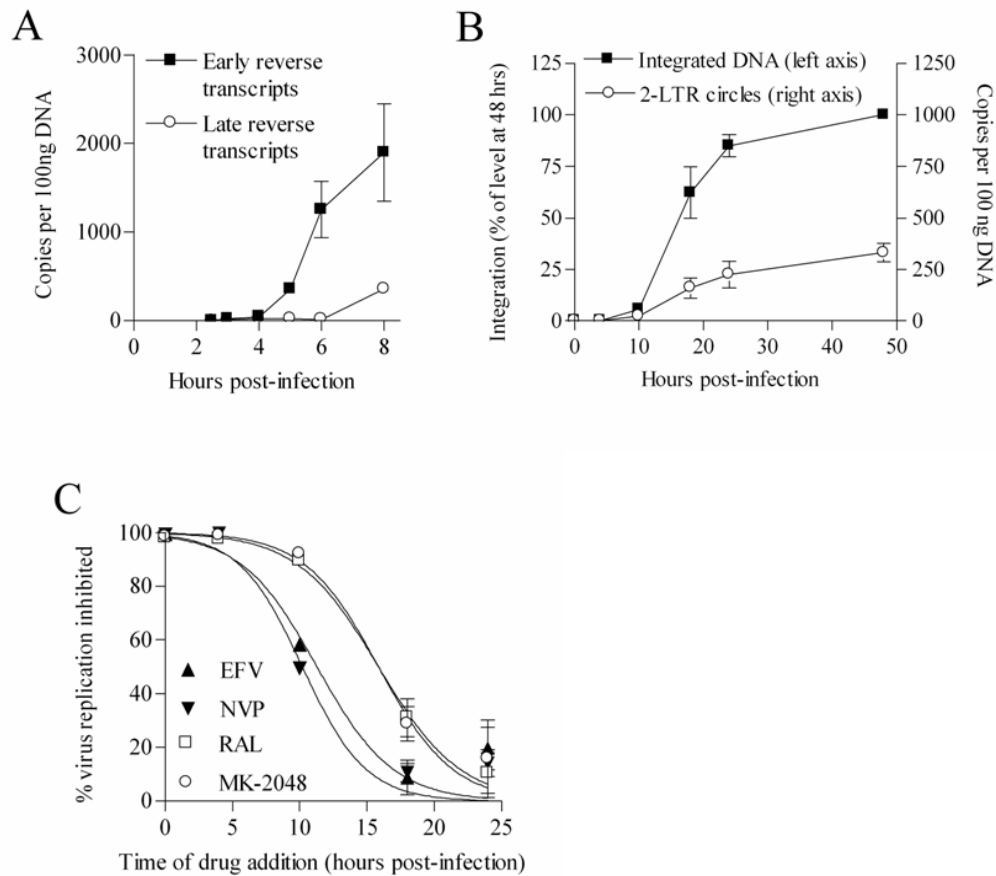 A
Copies per 100ng DNA
3000
2000
1000
0
Early reverse
transcripts
Late reverse
transcripts
0 2 4 6 8
Hours post-infection
B
Integration (% of level at 48 hrs)
125
100
75
50
25
0
Integrated DNA (left axis)
2-LTR circles (right axis)
1250
1000
750
500
250
0
Copies per 100 ng DNA
0 10 20 30 40 50
Hours post-infection
C
% virus replication inhibited
100
80
60
40
20
0
EFV
NVP
RAL
MK-2048
0 5 10 15 20 25
Time of drug addition (hours post-infection)